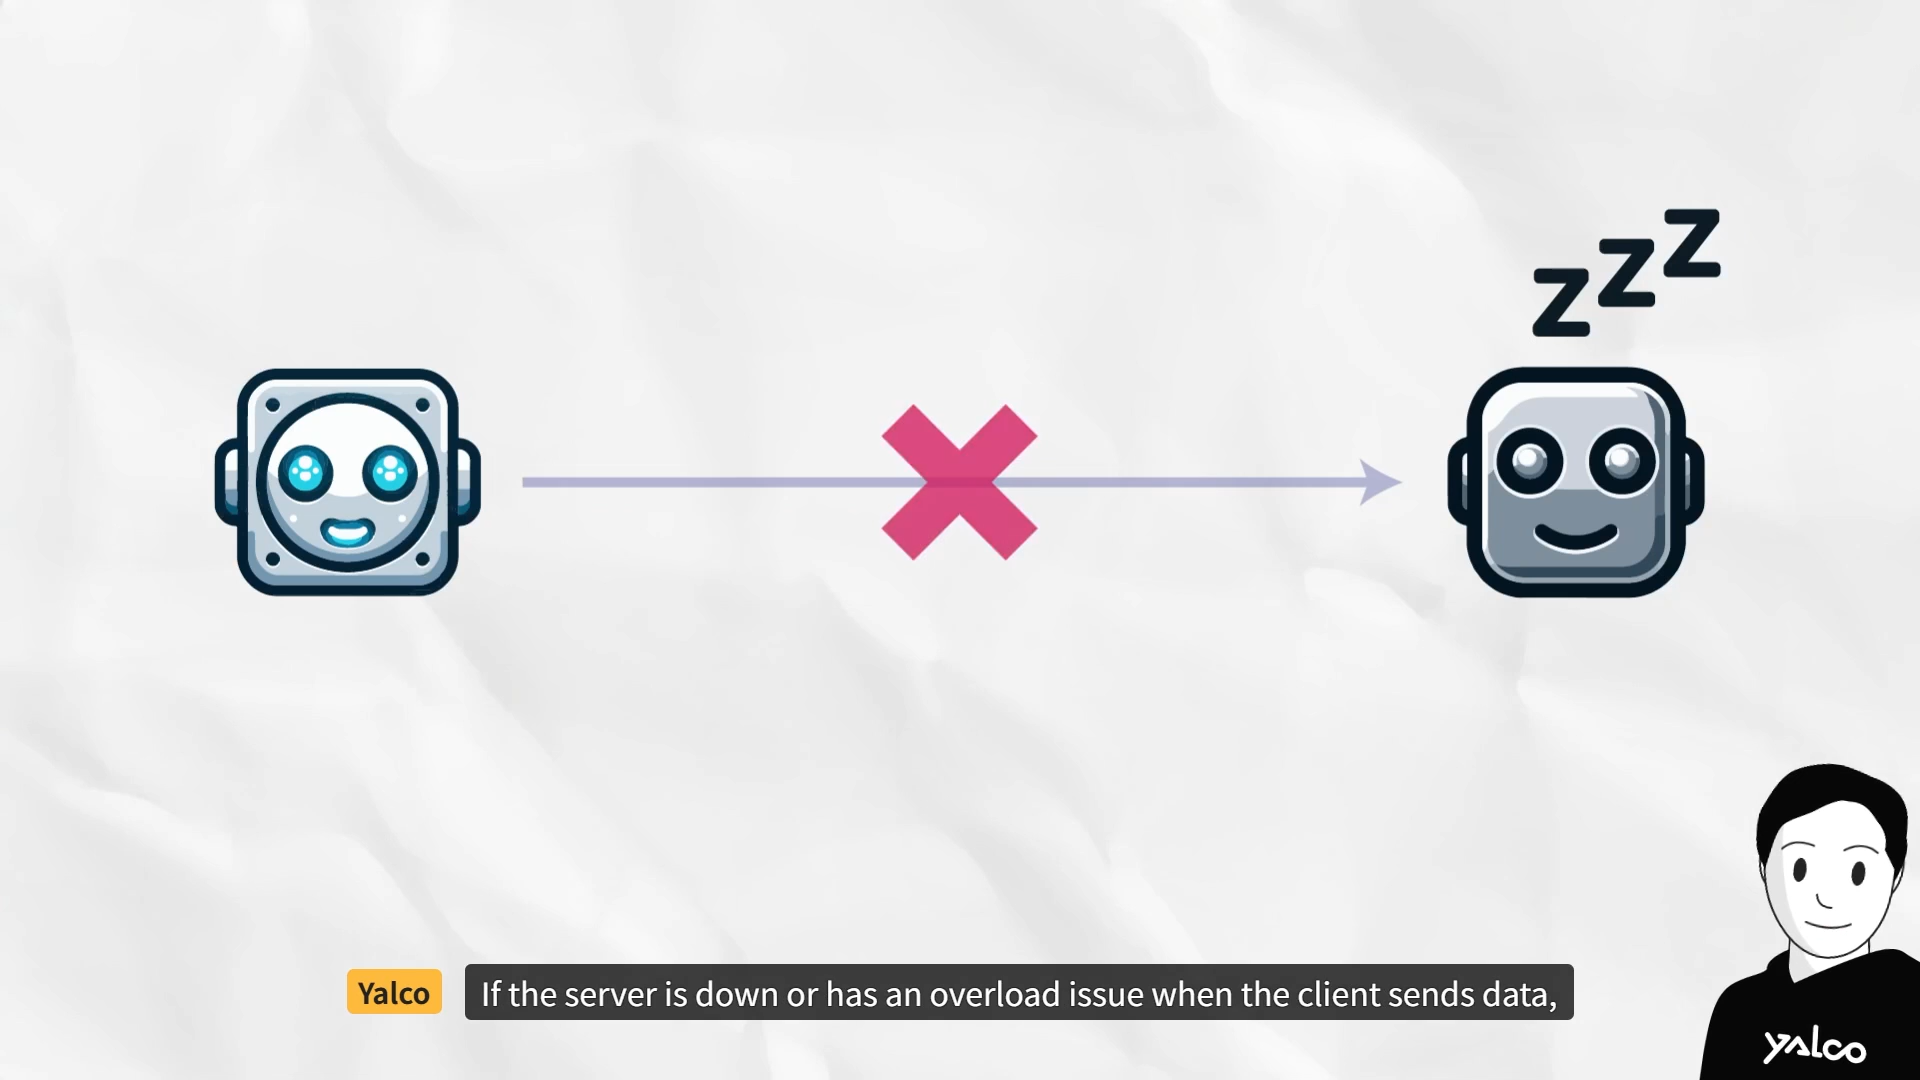 zzz
Yalco If the server is down or has an overload issue when the client sends data,
yalco